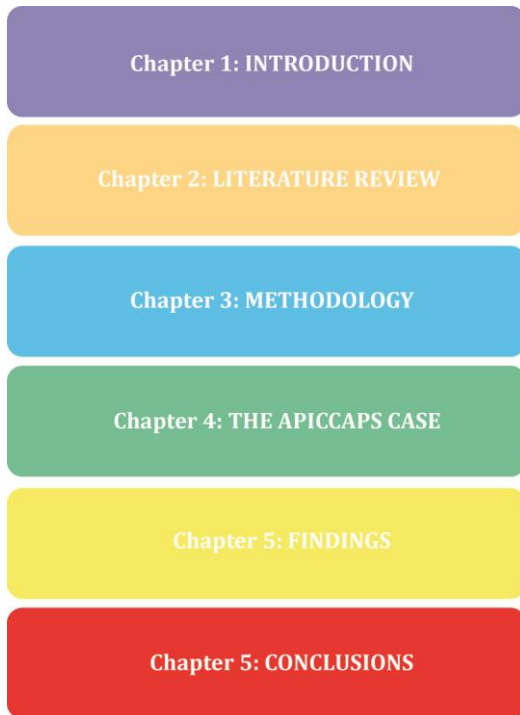 Chapter 1: INTRODUCTION
Chapter 2: LITERATURE REVIEW
Chapter 3: METHODOLOGY
Chapter 4: THE APICCAPS CASE
Chapter 5: FINDINGS
Chapter 5: CONCLUSIONS